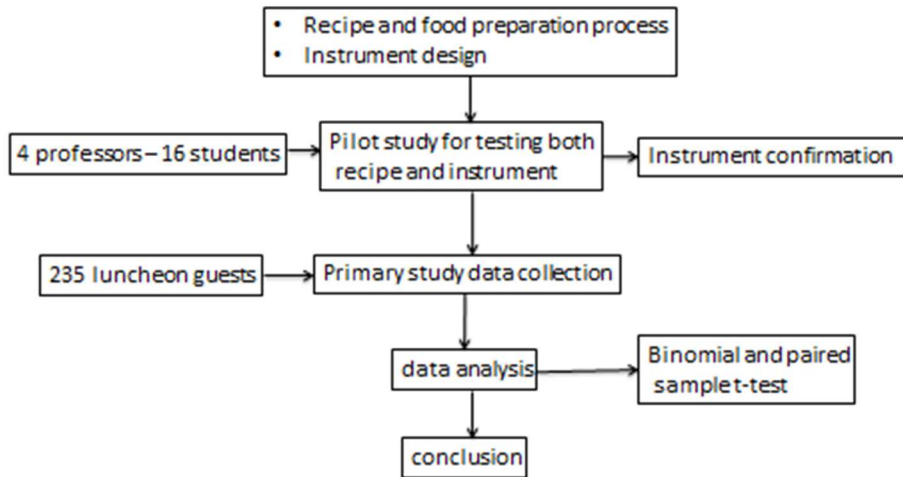 • Recipe and food preparation process
• Instrument design
4 professors – 16 students
Pilot study for testing both
recipe and instrument
Instrument confirmation
235 luncheon guests
Primary study data collection
data analysis
Binomial and paired
sample t-test
conclusion